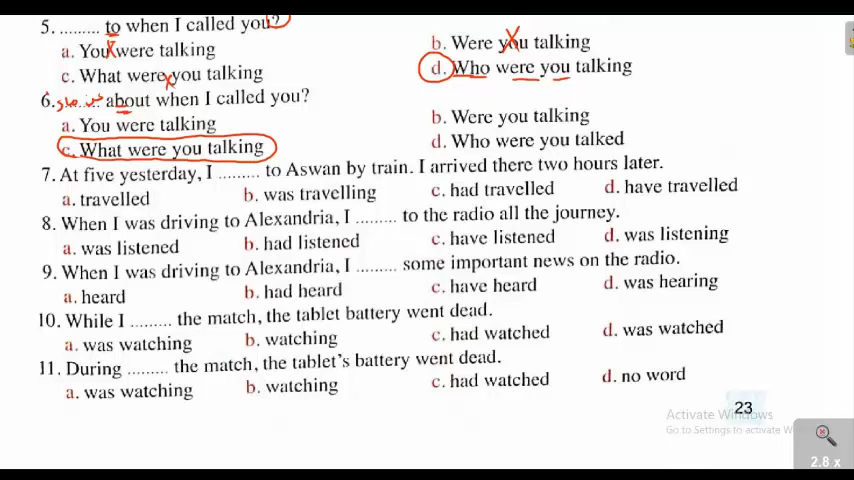 5. ......... to when I called you?
a. You were talking
b. Were you talking
c. What were you talking
d. Who were you talking
6. ......... about when I called you?
a. You were talking
b. Were you talking
c. What were you talking
d. Who were you talked
7. At five yesterday, I ......... to Aswan by train. I arrived there two hours later.
a. travelled
b. was travelling
c. had travelled
d. have travelled
8. When I was driving to Alexandria, I ......... to the radio all the journey.
a. was listened
b. had listened
c. have listened
d. was listening
9. When I was driving to Alexandria, I ......... some important news on the radio.
a. heard
b. had heard
c. have heard
d. was hearing
10. While I ......... the match, the tablet battery went dead.
a. was watching
b. watching
c. had watched
d. was watched
11. During ......... the match, the tablet's battery went dead.
a. was watching
b. watching
c. had watched
d. no word
23
Activate Windows
Go to Settings to activate
2.8 x